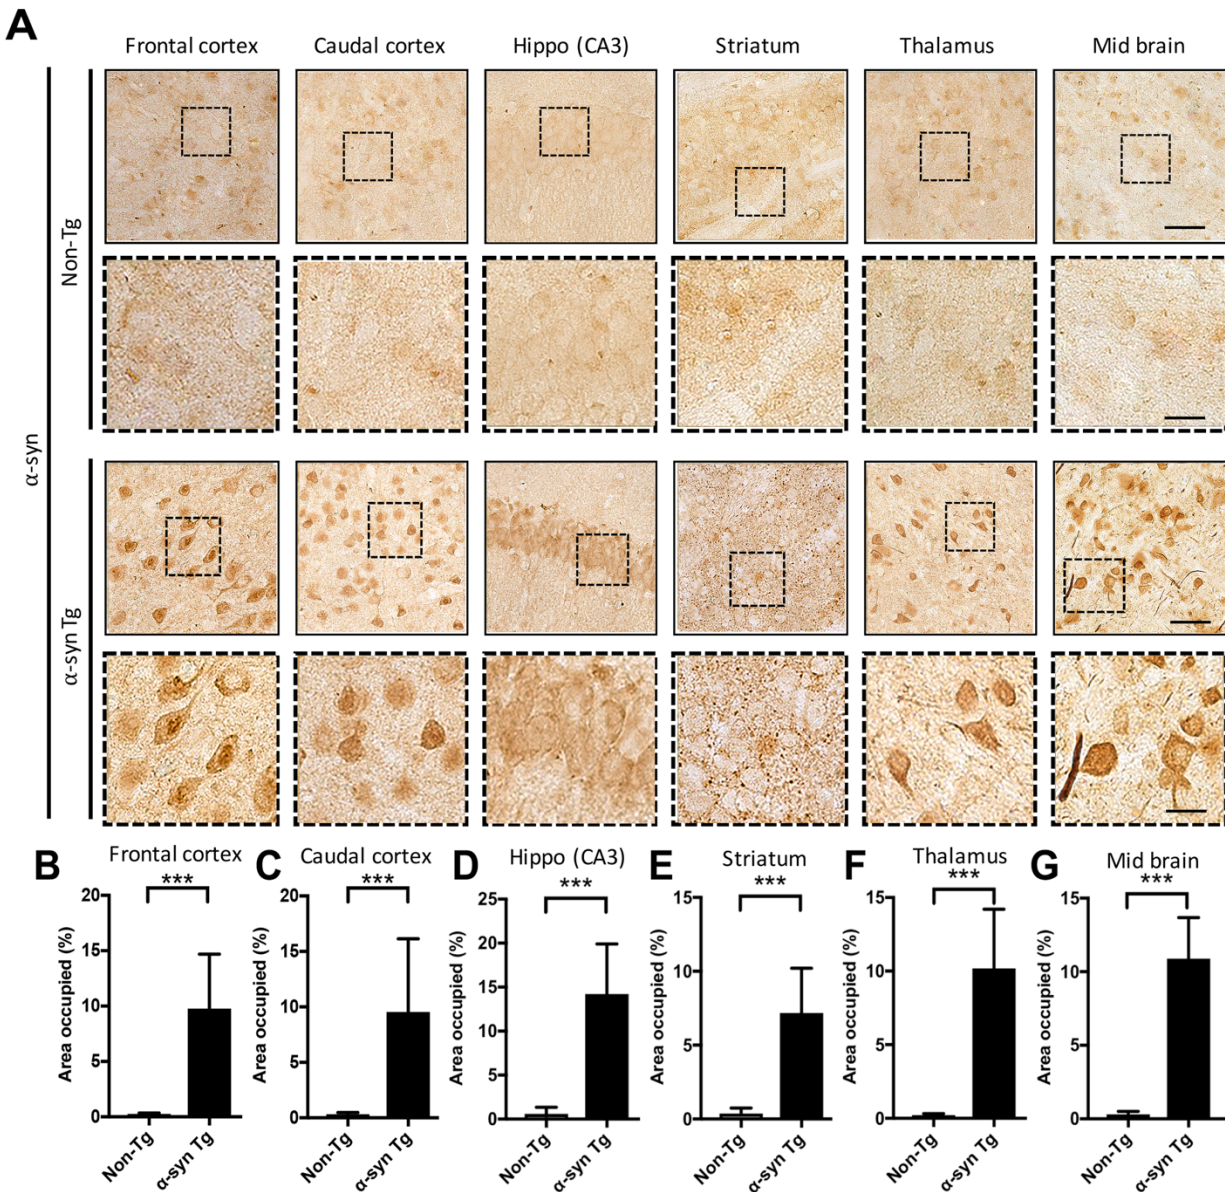 A
Frontal cortex Caudal cortex Hippo (CA3) Striatum Thalamus Mid brain
α-syn
Non-Tg
α-syn Tg
B Frontal cortex
***
Area occupied (%)
20
15
10
5
0
Non-Tg
α-syn Tg
C Caudal cortex
***
Area occupied (%)
20
15
10
5
0
Non-Tg
α-syn Tg
D Hippo (CA3)
***
Area occupied (%)
25
20
15
10
5
0
Non-Tg
α-syn Tg
E Striatum
***
Area occupied (%)
15
10
5
0
Non-Tg
α-syn Tg
F Thalamus
***
Area occupied (%)
15
10
5
0
Non-Tg
α-syn Tg
G Mid brain
***
Area occupied (%)
15
10
5
0
Non-Tg
α-syn Tg